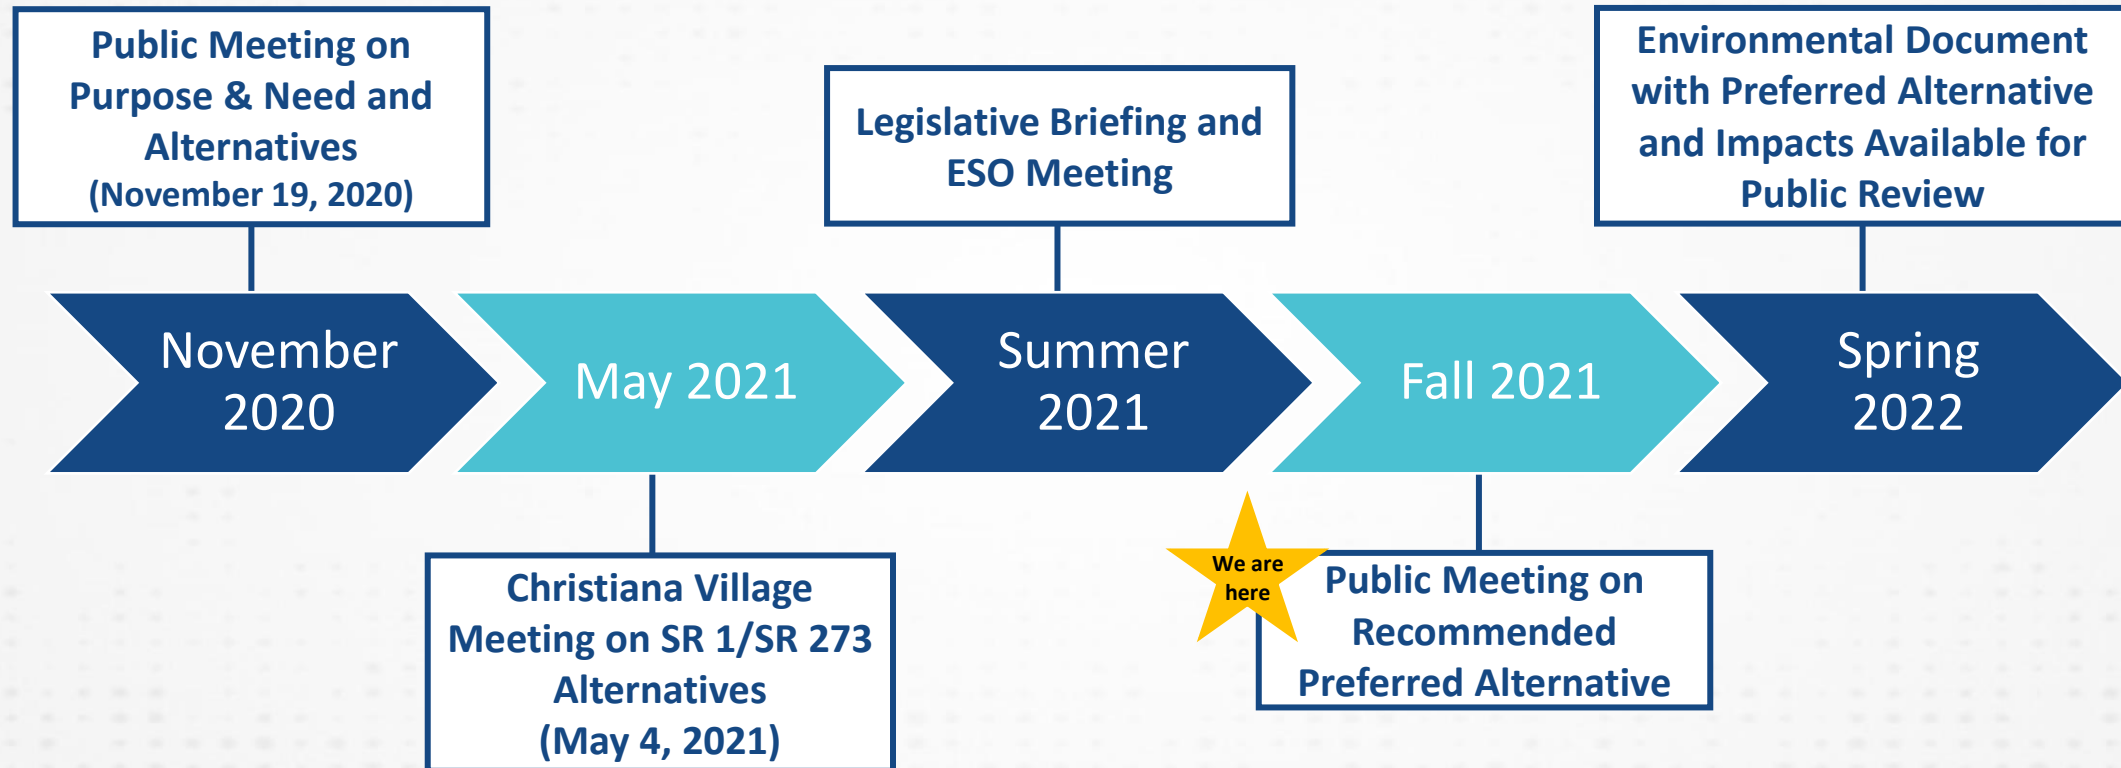 Public Meeting on
Purpose & Need and
Alternatives
(November 19, 2020)
Legislative Briefing and
ESO Meeting
Environmental Document
with Preferred Alternative
and Impacts Available for
Public Review
November
2020
May 2021
Summer
2021
Fall 2021
Spring
2022
Christiana Village
Meeting on SR 1/SR 273
Alternatives
(May 4, 2021)
We are
here
Public Meeting on
Recommended
Preferred Alternative